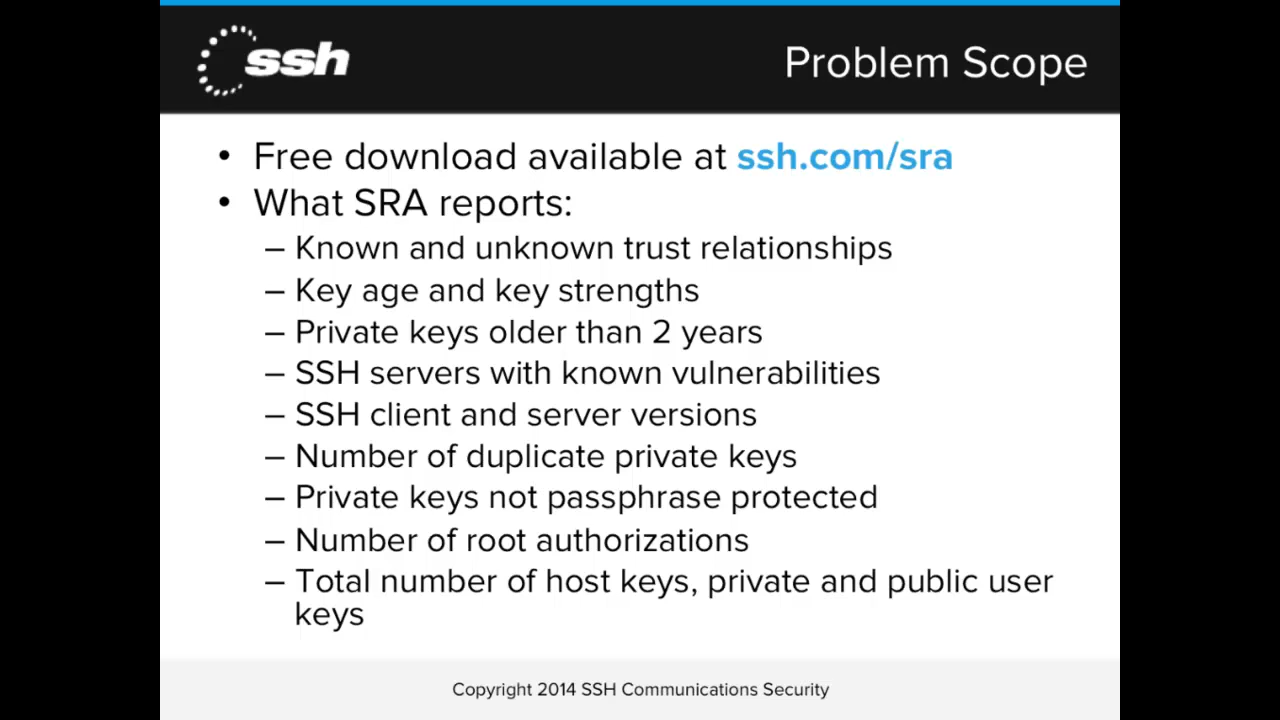 ssh
Problem Scope
• Free download available at ssh.com/sra
• What SRA reports:
– Known and unknown trust relationships
– Key age and key strengths
– Private keys older than 2 years
– SSH servers with known vulnerabilities
– SSH client and server versions
– Number of duplicate private keys
– Private keys not passphrase protected
– Number of root authorizations
– Total number of host keys, private and public user
keys
Copyright 2014 SSH Communications Security